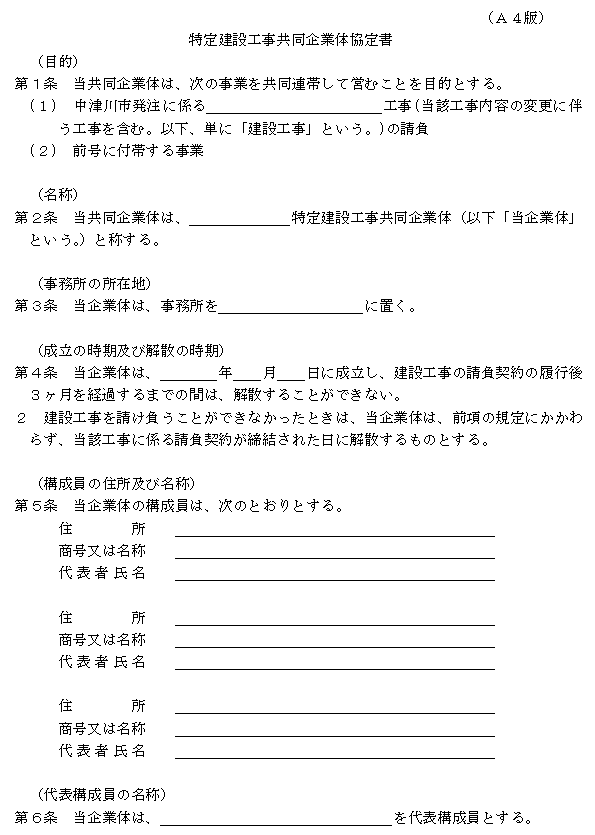 （Ａ４版）
特定建設工事共同企業体協定書
（目的）
第１条　当共同企業体は、次の事業を共同連帯して営むことを目的とする。
（１）　中津川市発注に係る＿＿＿＿＿＿＿＿＿＿＿＿工事（当該工事内容の変更に伴
う工事を含む。以下、単に「建設工事」という。）の請負
（２）　前号に付帯する事業
（名称）
第２条　当共同企業体は、＿＿＿＿＿＿＿特定建設工事共同企業体（以下「当企業体」
という。）と称する。
（事務所の所在地）
第３条　当企業体は、事務所を＿＿＿＿＿＿＿＿＿＿に置く。
（成立の時期及び解散の時期）
第４条　当企業体は、＿＿＿＿年＿＿月＿＿日に成立し、建設工事の請負契約の履行後
３ヶ月を経過するまでの間は、解散することができない。
２　建設工事を請け負うことができなかったときは、当企業体は、前項の規定にかかわ
らず、当該工事に係る請負契約が締結された日に解散するものとする。
（構成員の住所及び名称）
第５条　当企業体の構成員は、次のとおりとする。
住　　　　所
商号又は名称
代表者氏名
住　　　　所
商号又は名称
代表者氏名
住　　　　所
商号又は名称
代表者氏名
（代表構成員の名称）
第６条　当企業体は、＿＿＿＿＿＿＿＿＿＿＿＿＿＿＿＿を代表構成員とする。